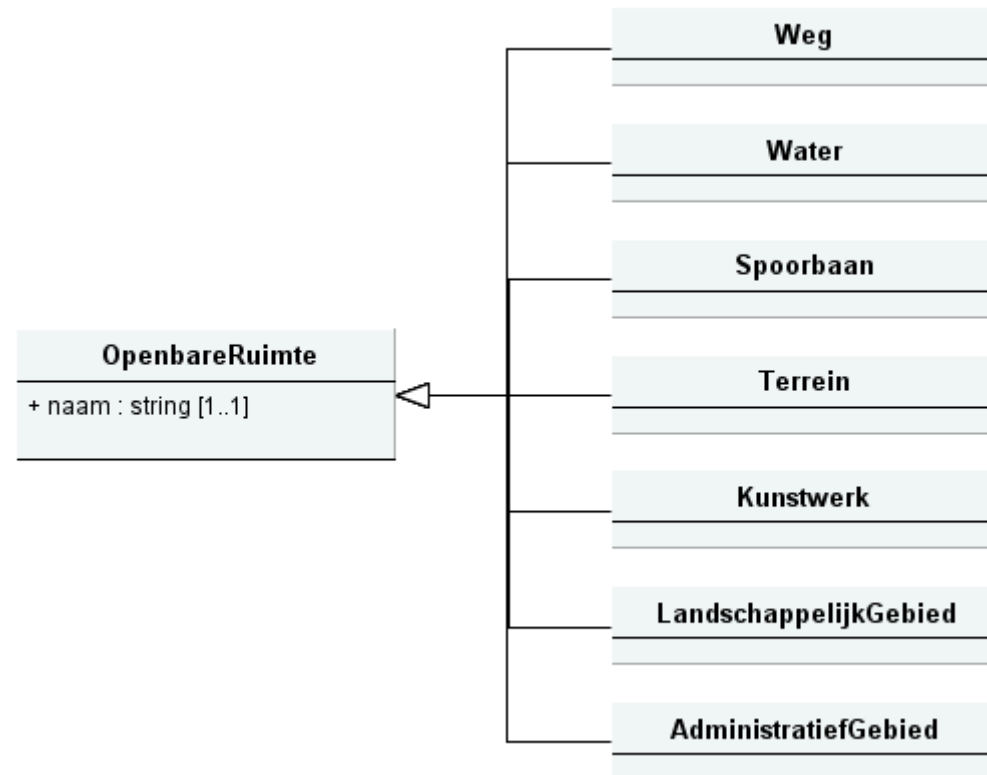 Weg
Water
Spoorbaan
OpenbareRuimte
+ naam : string [1..1]
Terrein
Kunstwerk
LandschappelijkGebied
AdministratiefGebied